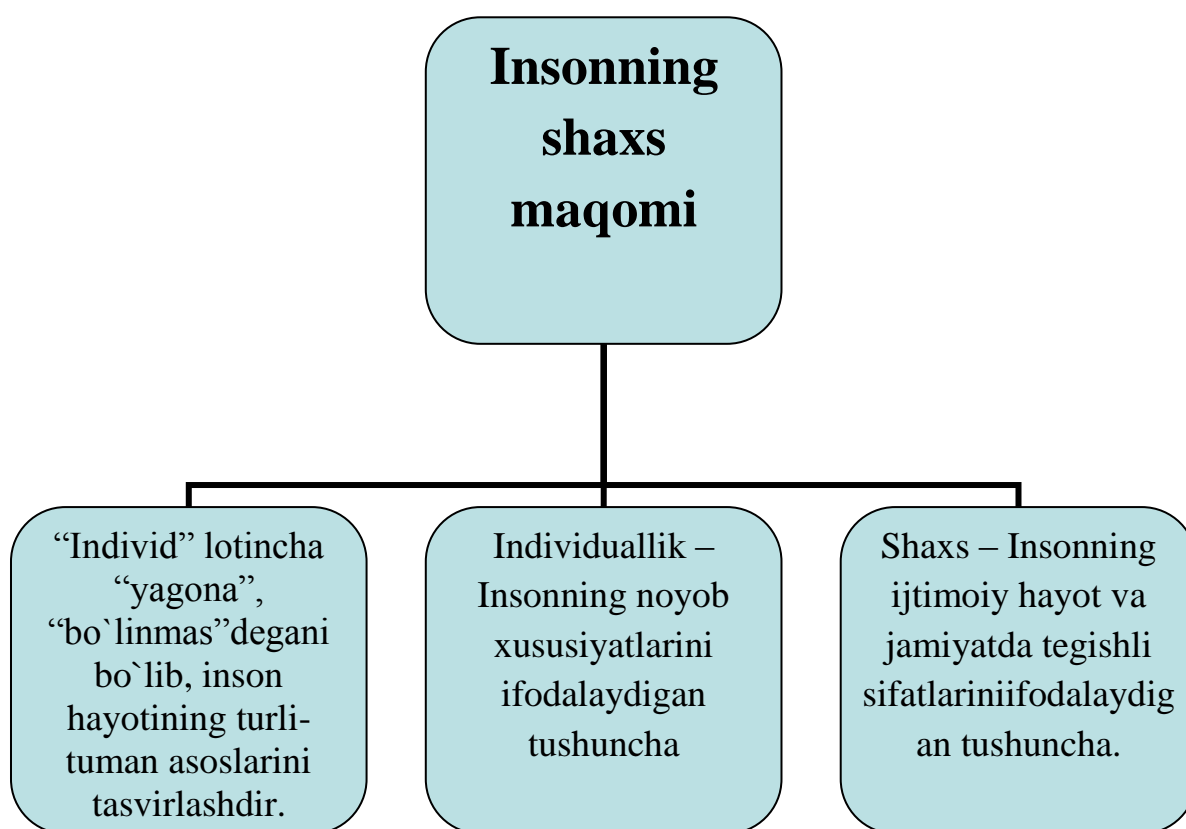 Insonning
shaxs
maqomi
“Individ” lotincha
“yagona”,
“bo`linmas”degani
bo`lib, inson
hayotining turli-
tuman asoslarini
tasvirlashdir.
Individuallik –
Insonning noyob
xususiyatlarini
ifodalaydigan
tushuncha
Shaxs – Insonning
ijtimoiy hayot va
jamiyatda tegishli
sifatlariniifodalaydig
an tushuncha.